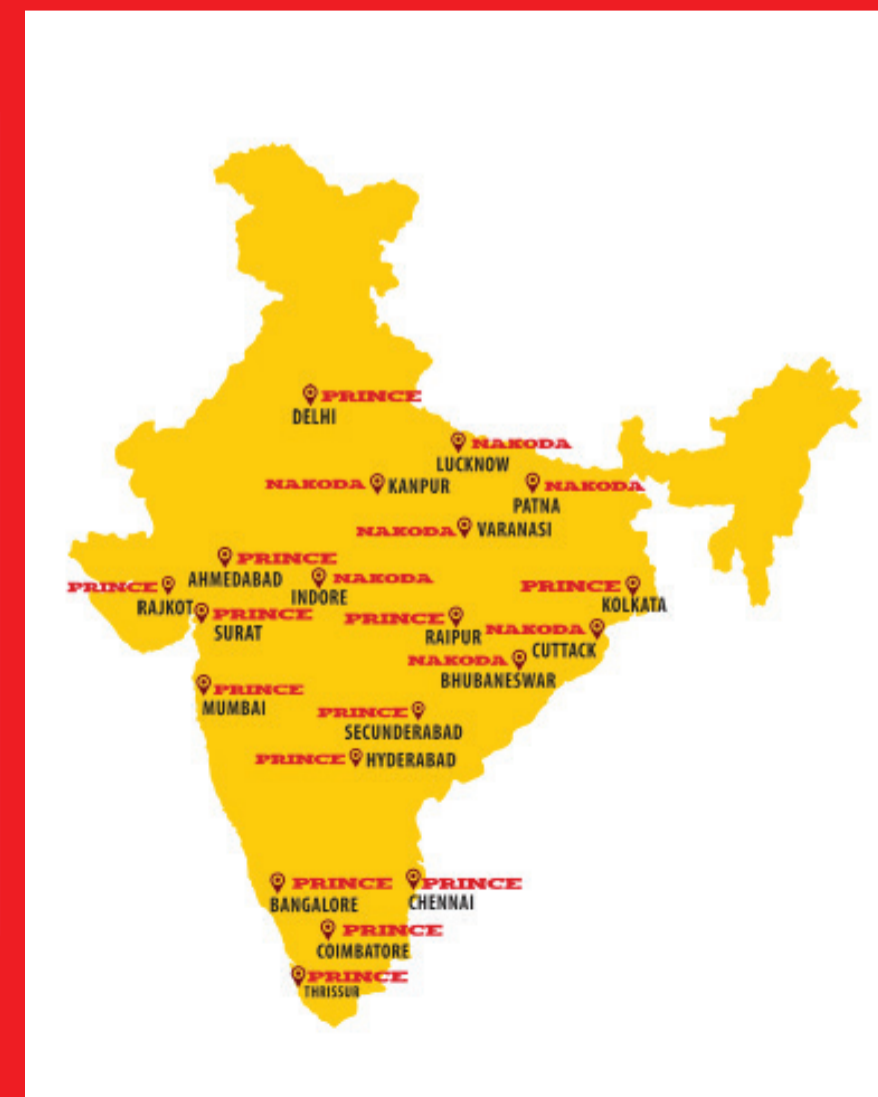 PRINCE
DELHI
NAKODA
LUCKNOW
NAKODA KANPUR
NAKODA
PATNA
NAKODA VARANASI
PRINCE
AHMEDABAD
NAKODA
INDORE
PRINCE
RAJKOT
PRINCE
KOLKATA
PRINCE
SURAT
PRINCE
RAIPUR
NAKODA
CUTTACK
NAKODA
BHUBANESWAR
PRINCE
MUMBAI
PRINCE
SECUNDERABAD
PRINCE HYDERABAD
PRINCE
BANGALORE
PRINCE
CHENNAI
PRINCE
COIMBATORE
PRINCE
THRISSUR